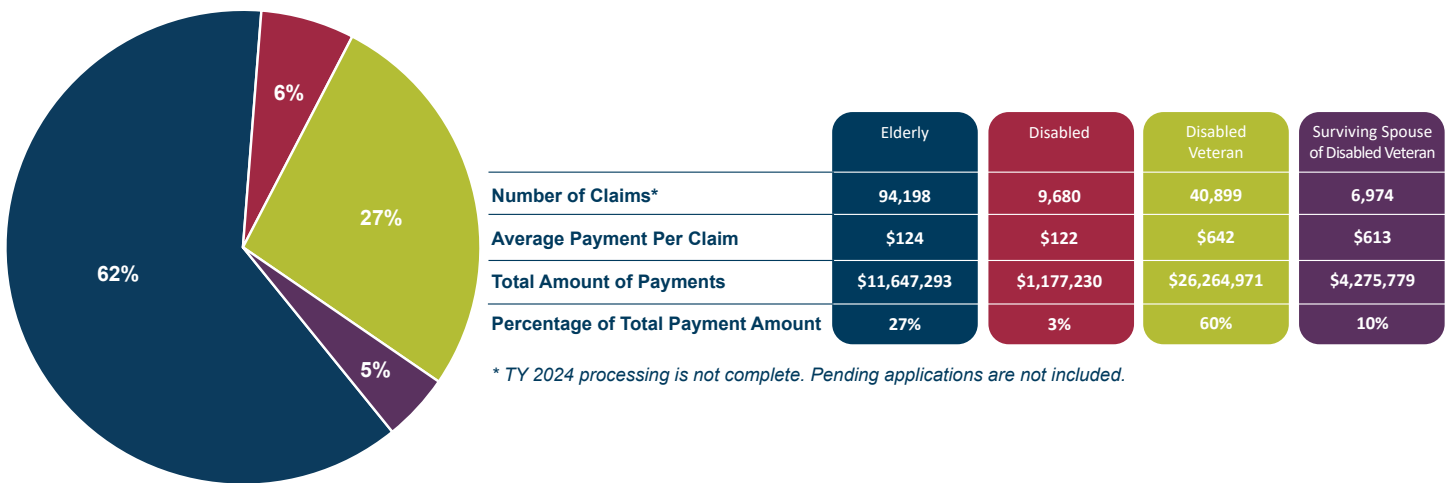 6%
27%
62%
5%
Elderly
Disabled
Disabled
Veteran
Surviving Spouse
of Disabled Veteran
Number of Claims* 94,198 9,680 40,899 6,974
Average Payment Per Claim $124 $122 $642 $613
Total Amount of Payments $11,647,293 $1,177,230 $26,264,971 $4,275,779
Percentage of Total Payment Amount 27% 3% 60% 10%
* TY 2024 processing is not complete. Pending applications are not included.